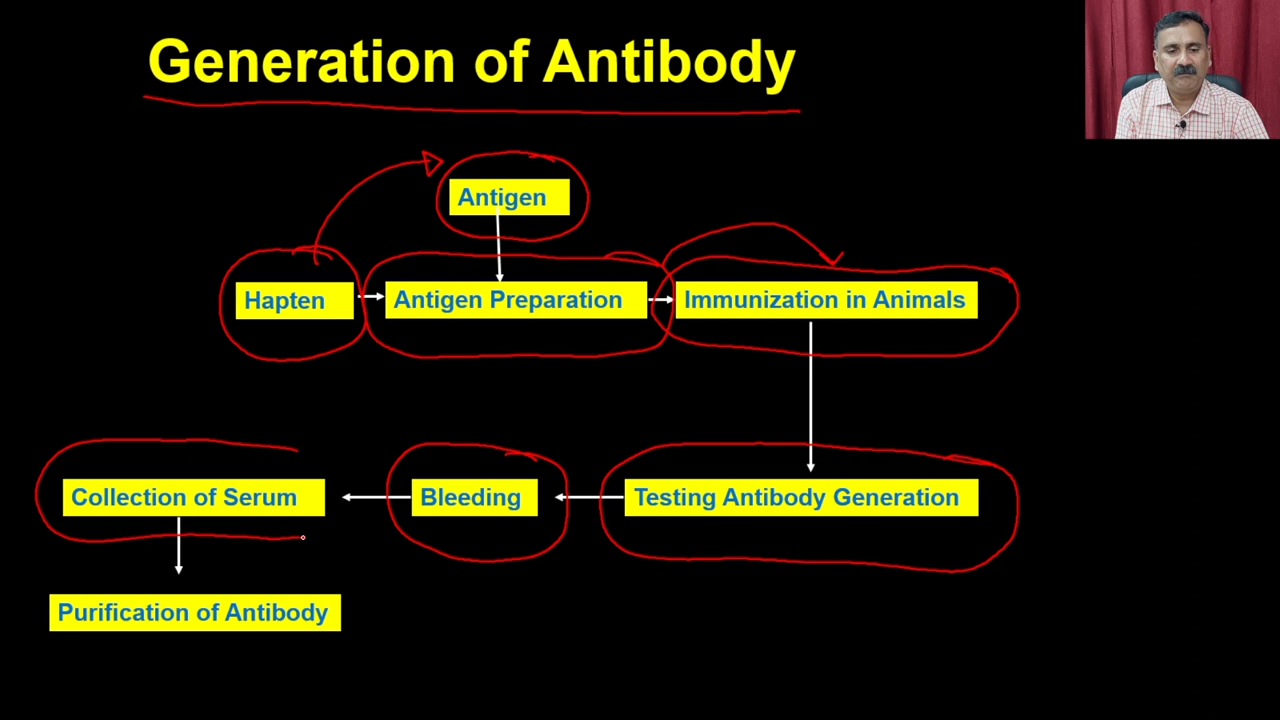 Generation of Antibody
Antigen
Hapten
Antigen Preparation
Immunization in Animals
Collection of Serum
Bleeding
Testing Antibody Generation
Purification of Antibody